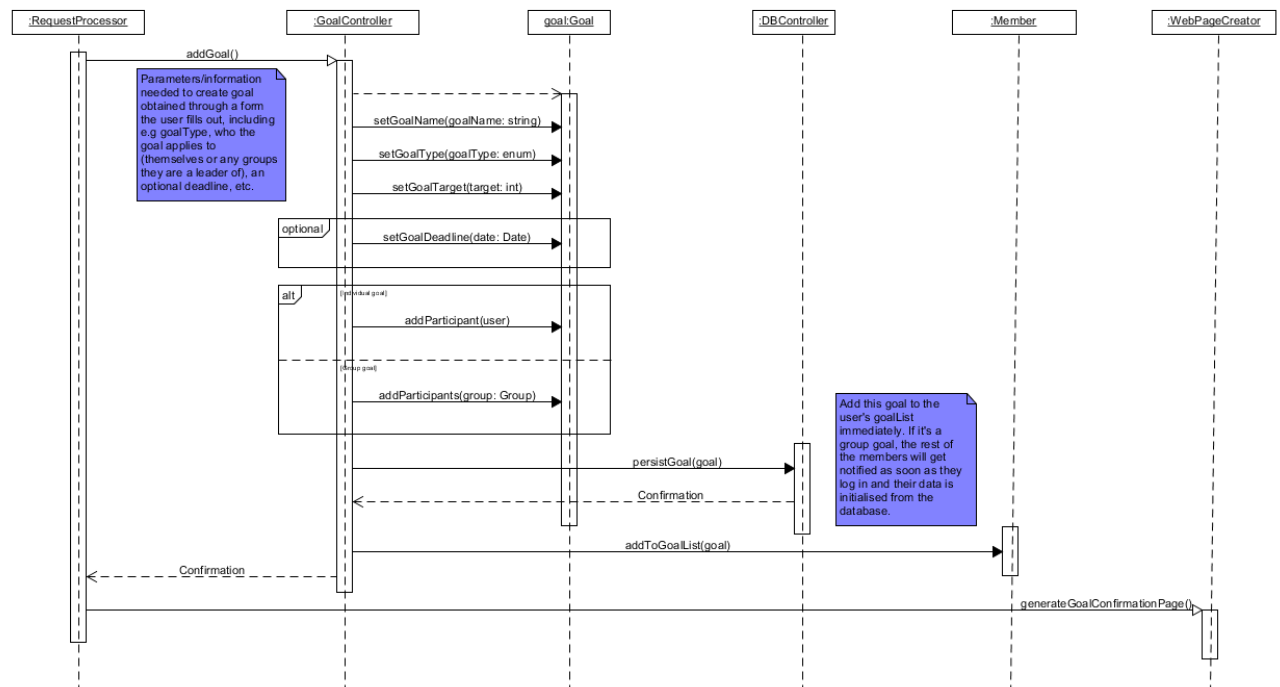 :RequestProcessor
:GoalController
goal:Goal
:DBController
:Member
:WebPageCreator
addGoal()
Parameters/information
needed to create goal
obtained through a form
the user fills out, including
e.g goalType, who the
goal applies to
(themselves or any groups
they are a leader of), an
optional deadline, etc.
setGoalName(goalName: string)
setGoalType(goalType: enum)
setGoalTarget(target: int)
optional
setGoalDeadline(date: Date)
alt
[Individual goal]
addParticipant(user)
[Group goal]
addParticipants(group: Group)
Add this goal to the
user's goalList
immediately. If it's a
group goal, the rest of
the members will get
notified as soon as they
log in and their data is
initialised from the
database.
persistGoal(goal)
Confirmation
addToGoalList(goal)
Confirmation
generateGoalConfirmationPage()